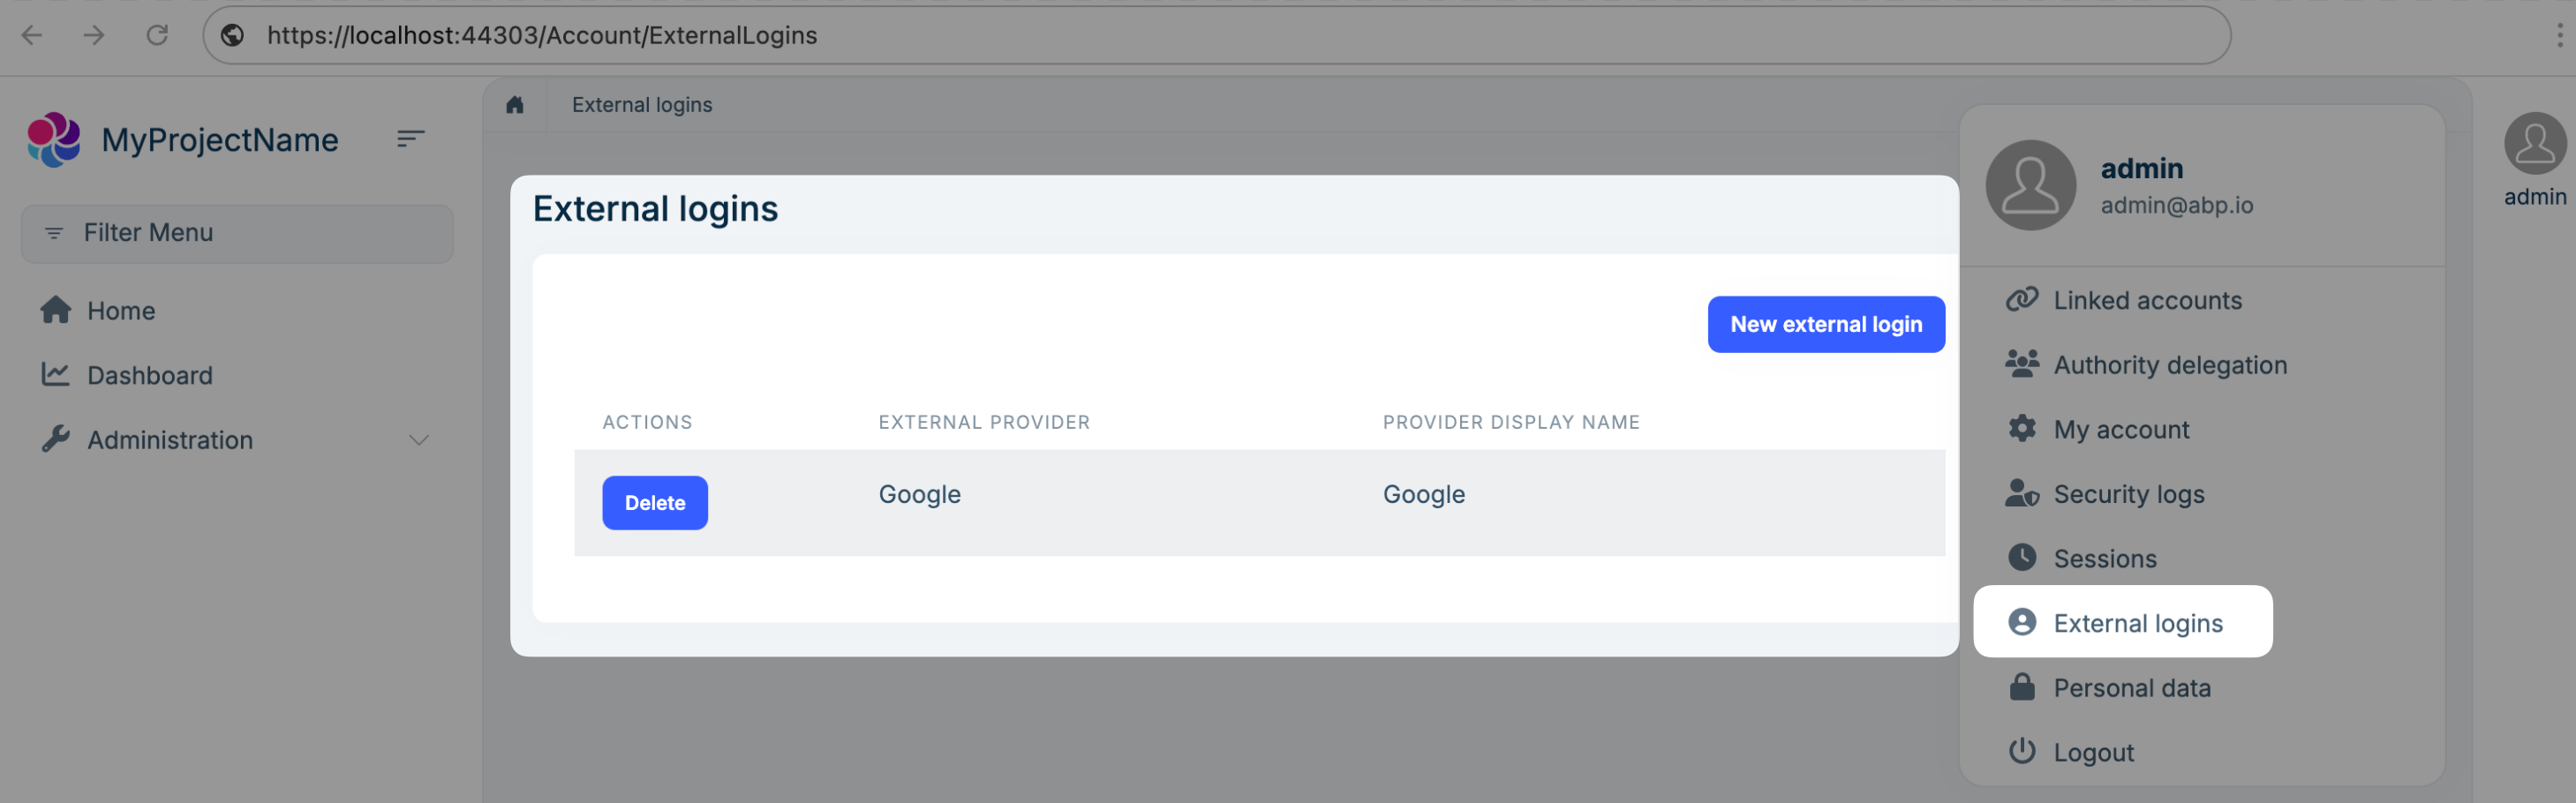 https://localhost:44303/Account/ExternalLogins
MyProjectName
Filter Menu
Home
Dashboard
Administration
External logins
External logins
New external login
ACTIONS EXTERNAL PROVIDER PROVIDER DISPLAY NAME
Delete Google Google
admin
admin@abp.io
Linked accounts
Authority delegation
My account
Security logs
Sessions
External logins
Personal data
Logout
admin